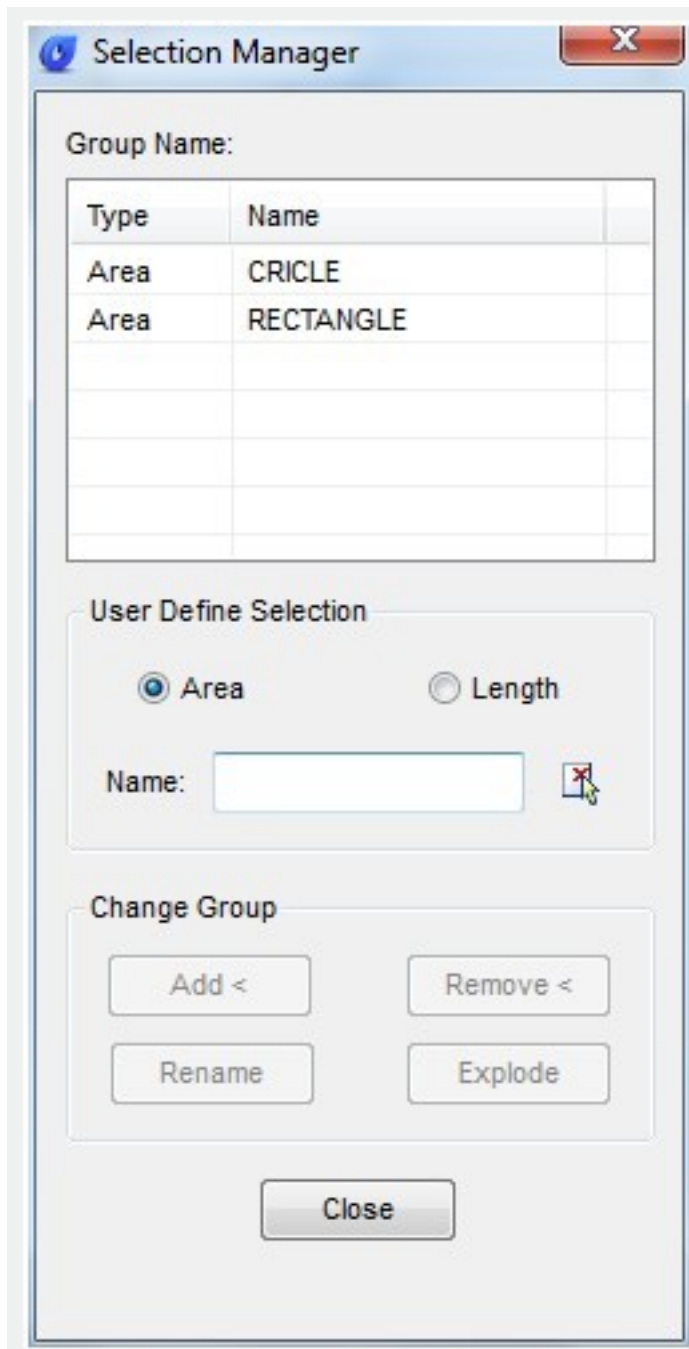 Selection Manager
Group Name:
Type Name
Area CRICLE
Area RECTANGLE
User Define Selection
Area Length
Name:
Change Group
Add < Remove <
Rename Explode
Close